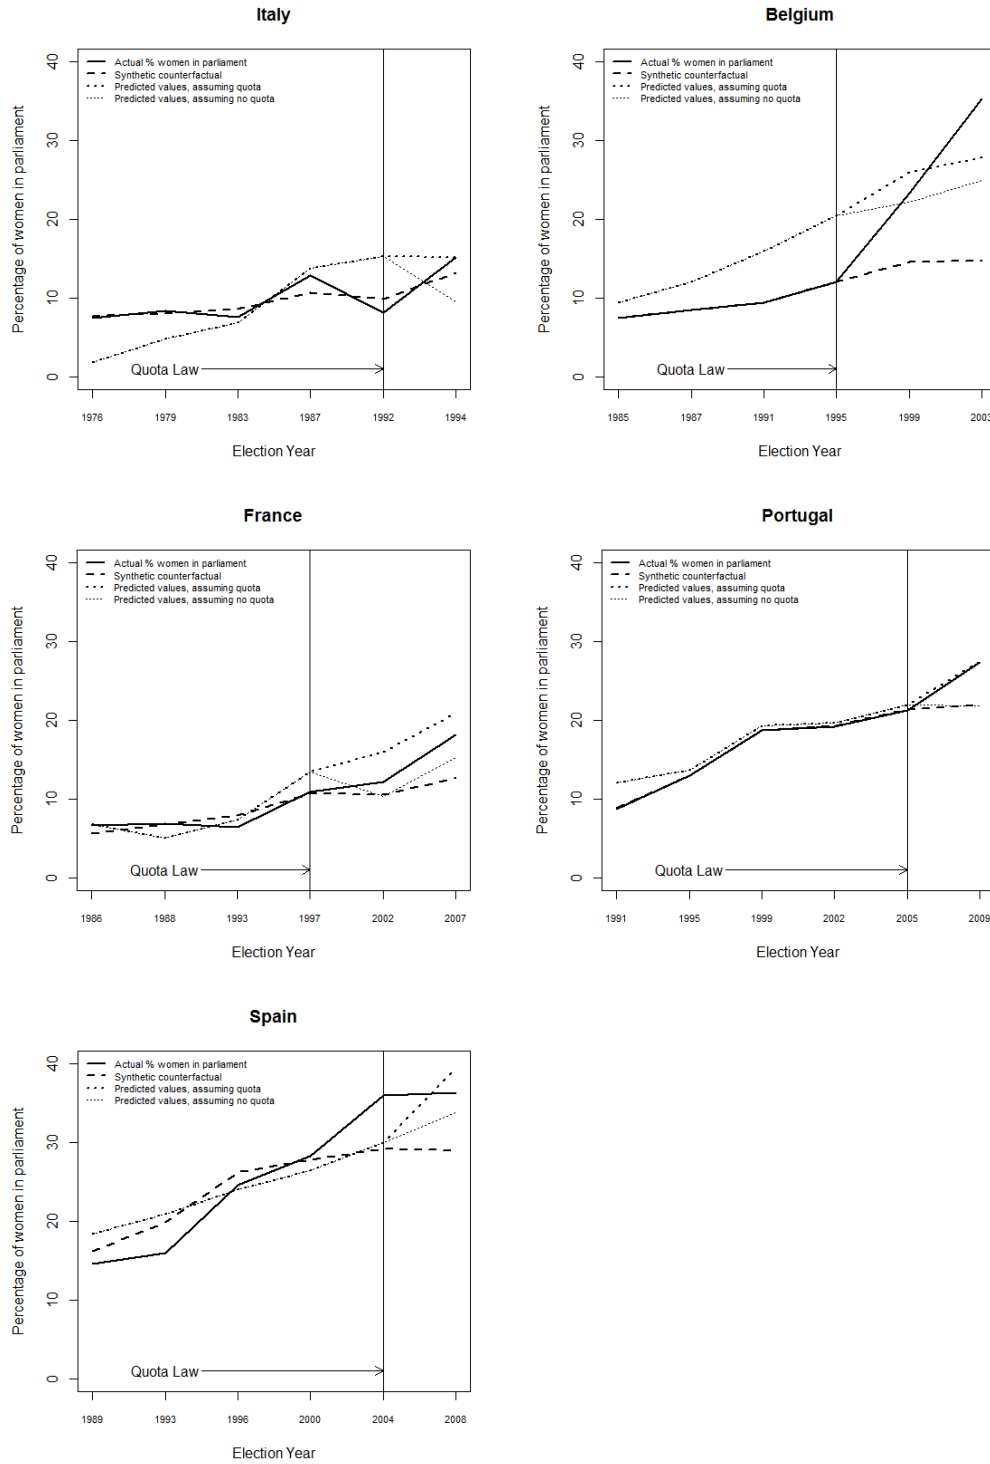 Italy
Percentage of women in parliament
40
30
20
10
0
Actual % women in parliament
Synthetic counterfactual
Predicted values, assuming quota
Predicted values, assuming no quota
Quota Law
1976 1979 1983 1987 1992 1994
Election Year
Belgium
Percentage of women in parliament
40
30
20
10
0
Actual % women in parliament
Synthetic counterfactual
Predicted values, assuming quota
Predicted values, assuming no quota
Quota Law
1985 1987 1991 1995 1999 2003
Election Year
France
Percentage of women in parliament
40
30
20
10
0
Actual % women in parliament
Synthetic counterfactual
Predicted values, assuming quota
Predicted values, assuming no quota
Quota Law
1986 1988 1993 1997 2002 2007
Election Year
Portugal
Percentage of women in parliament
40
30
20
10
0
Actual % women in parliament
Synthetic counterfactual
Predicted values, assuming quota
Predicted values, assuming no quota
Quota Law
1991 1995 1999 2002 2005 2009
Election Year
Spain
Percentage of women in parliament
40
30
20
10
0
Actual % women in parliament
Synthetic counterfactual
Predicted values, assuming quota
Predicted values, assuming no quota
Quota Law
1989 1993 1996 2000 2004 2008
Election Year